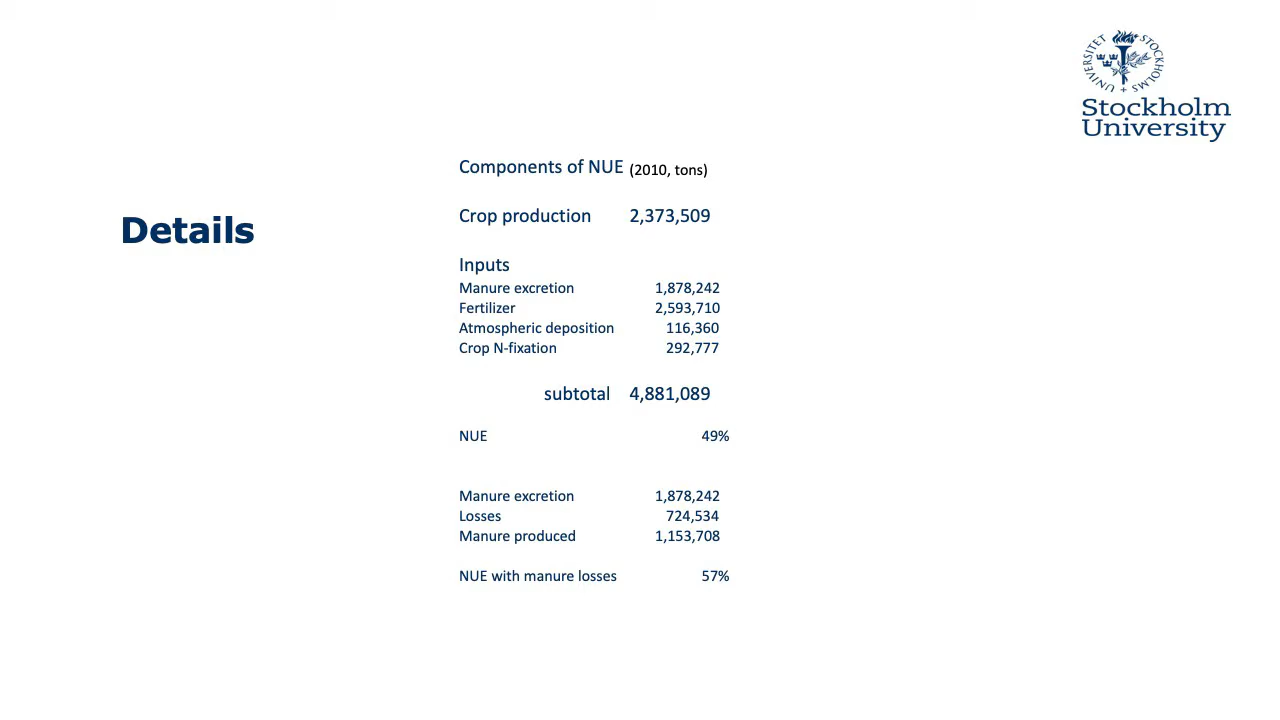 STOCKHOLMS UNIVERSITET
Stockholm
University
Components of NUE (2010, tons)
Details
Crop production 2,373,509
Inputs
Manure excretion 1,878,242
Fertilizer 2,593,710
Atmospheric deposition 116,360
Crop N-fixation 292,777
subtotal 4,881,089
NUE 49%
Manure excretion 1,878,242
Losses 724,534
Manure produced 1,153,708
NUE with manure losses 57%